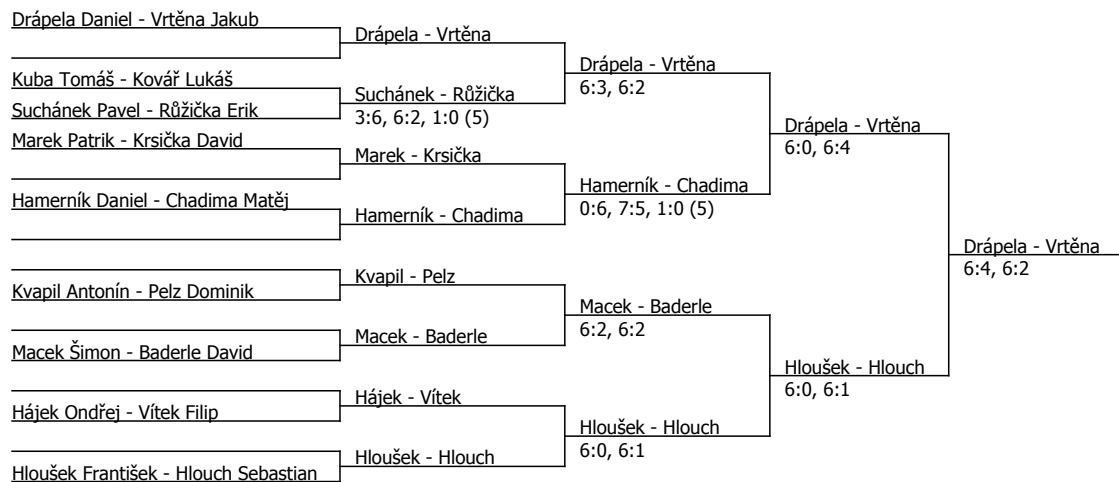 Drápela Daniel - Vrtěna Jakub
Kuba Tomáš - Kovář Lukáš
Suchánek Pavel - Růžička Erik
Marek Patrik - Krsička David
Hamerník Daniel - Chadima Matěj
Kvapil Antonín - Pelz Dominik
Macek Šimon - Baderle David
Hájek Ondřej - Vítek Filip
Hloušek František - Hlouch Sebastian
Drápela - Vrtěna
Suchánek - Růžička
3:6, 6:2, 1:0 (5)
Marek - Krsička
Hamerník - Chadima
Kvapil - Pelz
Macek - Baderle
Hájek - Vítek
Hloušek - Hlouch
Drápela - Vrtěna
6:3, 6:2
Hamerník - Chadima
0:6, 7:5, 1:0 (5)
Macek - Baderle
6:2, 6:2
Hloušek - Hlouch
6:0, 6:1
Drápela - Vrtěna
6:0, 6:4
Hloušek - Hlouch
6:0, 6:1
Drápela - Vrtěna
6:4, 6:2